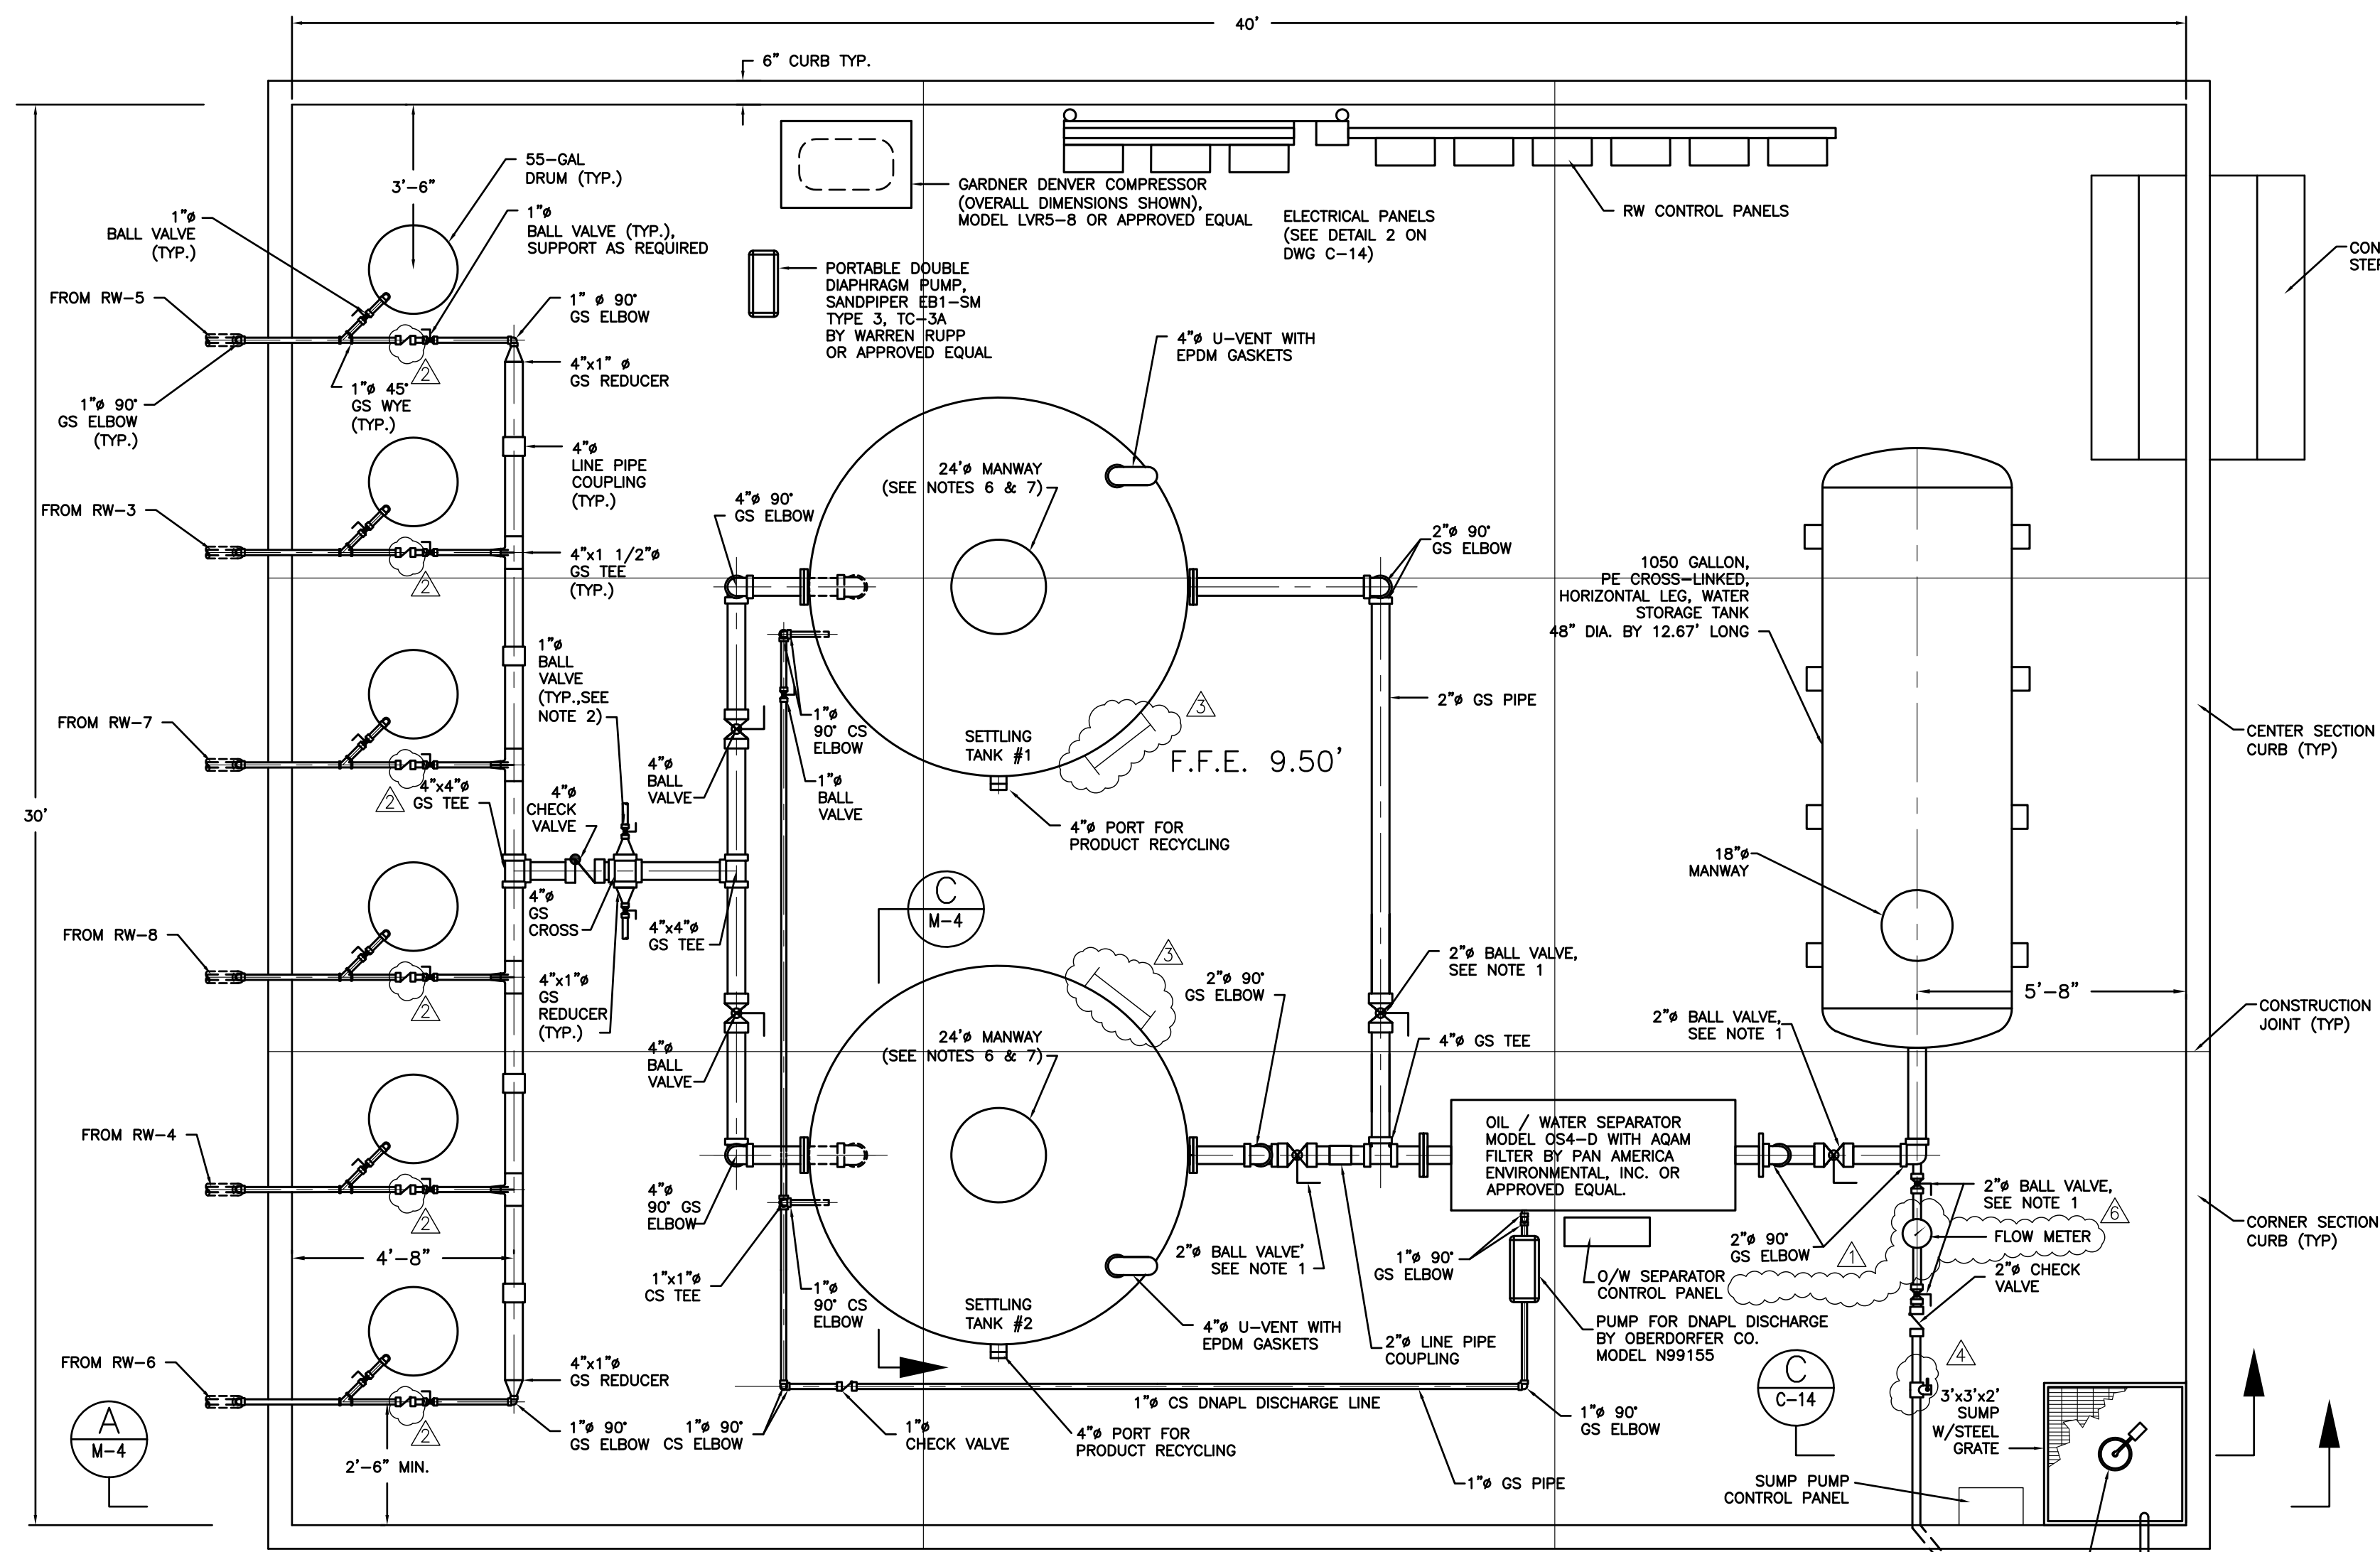 40'
6" CURB TYP.
55-GAL
DRUM (TYP.)
3'-6"
1"ø
BALL VALVE
(TYP.)
1"ø
BALL VALVE (TYP.),
SUPPORT AS REQUIRED
GARDNER DENVER COMPRESSOR
(OVERALL DIMENSIONS SHOWN),
MODEL LVR5-8 OR APPROVED EQUAL
ELECTRICAL PANELS
(SEE DETAIL 2 ON
DWG C-14)
RW CONTROL PANELS
CON
STEP
FROM RW-5
1" ø 90°
GS ELBOW
PORTABLE DOUBLE
DIAPHRAGM PUMP,
SANDPIPER EB1-SM
TYPE 3, TC-3A
BY WARREN RUPP
OR APPROVED EQUAL
4"ø U-VENT WITH
EPDM GASKETS
4"x1" ø
GS REDUCER
2
1"ø 45°
GS WYE
(TYP.)
1"ø 90°
GS ELBOW
(TYP.)
4"ø
LINE PIPE
COUPLING
(TYP.)
24'ø MANWAY
(SEE NOTES 6 & 7)
4"ø 90°
GS ELBOW
FROM RW-3
4"x1 1/2"ø
GS TEE
(TYP.)
2
2"ø 90°
GS ELBOW
1050 GALLON,
PE CROSS-LINKED,
HORIZONTAL LEG, WATER
STORAGE TANK
48" DIA. BY 12.67' LONG
1"ø
BALL
VALVE
(TYP.,SEE
NOTE 2)
FROM RW-7
2
4"x4"ø
GS TEE
4"ø
CHECK
VALVE
4"ø
BALL
VALVE
1"ø
90° CS
ELBOW
1"ø
BALL
VALVE
SETTLING
TANK #1
3
F.F.E. 9.50'
2"ø GS PIPE
CENTER SECTION
CURB (TYP)
30'
4"ø PORT FOR
PRODUCT RECYCLING
18"ø
MANWAY
C
M-4
FROM RW-8
4"ø
GS
CROSS
4"x4"ø
GS TEE
2
4"x1"ø
GS
REDUCER
(TYP.)
3
2"ø 90°
GS ELBOW
2"ø BALL VALVE,
SEE NOTE 1
5'-8"
CONSTRUCTION
JOINT (TYP)
24'ø MANWAY
(SEE NOTES 6 & 7)
4"ø
BALL
VALVE
4"ø GS TEE
2"ø BALL VALVE,
SEE NOTE 1
FROM RW-4
2
OIL / WATER SEPARATOR
MODEL OS4-D WITH AQAM
FILTER BY PAN AMERICA
ENVIRONMENTAL, INC. OR
APPROVED EQUAL.
4"ø
90° GS
ELBOW
2"ø BALL VALVE,
SEE NOTE 1
6
FLOW METER
CORNER SECTION
CURB (TYP)
4'-8"
1"x1"ø
CS TEE
1"ø
90° CS
ELBOW
2"ø BALL VALVE'
SEE NOTE 1
1"ø 90°
GS ELBOW
2"ø 90°
GS ELBOW
1
O/W SEPARATOR
CONTROL PANEL
2"ø CHECK
VALVE
SETTLING
TANK #2
4"ø U-VENT WITH
EPDM GASKETS
2"ø LINE PIPE
COUPLING
PUMP FOR DNAPL DISCHARGE
BY OBERDORFER CO.
MODEL N99155
FROM RW-6
4"x1"ø
GS REDUCER
4
C
C-14
3'x3'x2'
SUMP
W/STEEL
GRATE
1"ø CS DNAPL DISCHARGE LINE
A
M-4
2
1"ø 90°
GS ELBOW
1"ø 90°
CS ELBOW
1"ø
CHECK VALVE
4"ø PORT FOR
PRODUCT RECYCLING
1"ø 90°
GS ELBOW
2'-6" MIN.
1"ø GS PIPE
SUMP PUMP
CONTROL PANEL